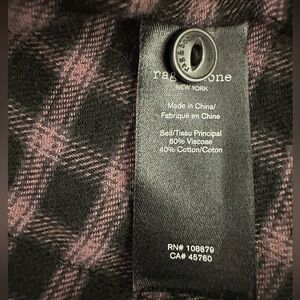 rag & bone
NEW YORK
Made in China/
Fabriqué en Chine
Self/Tissu Principal
60% Viscose
40% Cotton/Coton
RN# 108879
CA# 45760